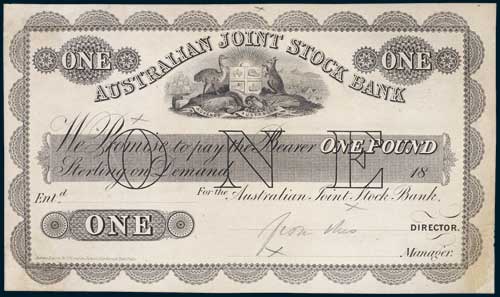 ONE AUSTRALIAN JOINT STOCK BANK ONE
We Promise to pay the Bearer ONE POUND
ONE
Sterling on Demand 18
Ent.d For the Australian Joint Stock Bank.
ONE DIRECTOR.
Manager.